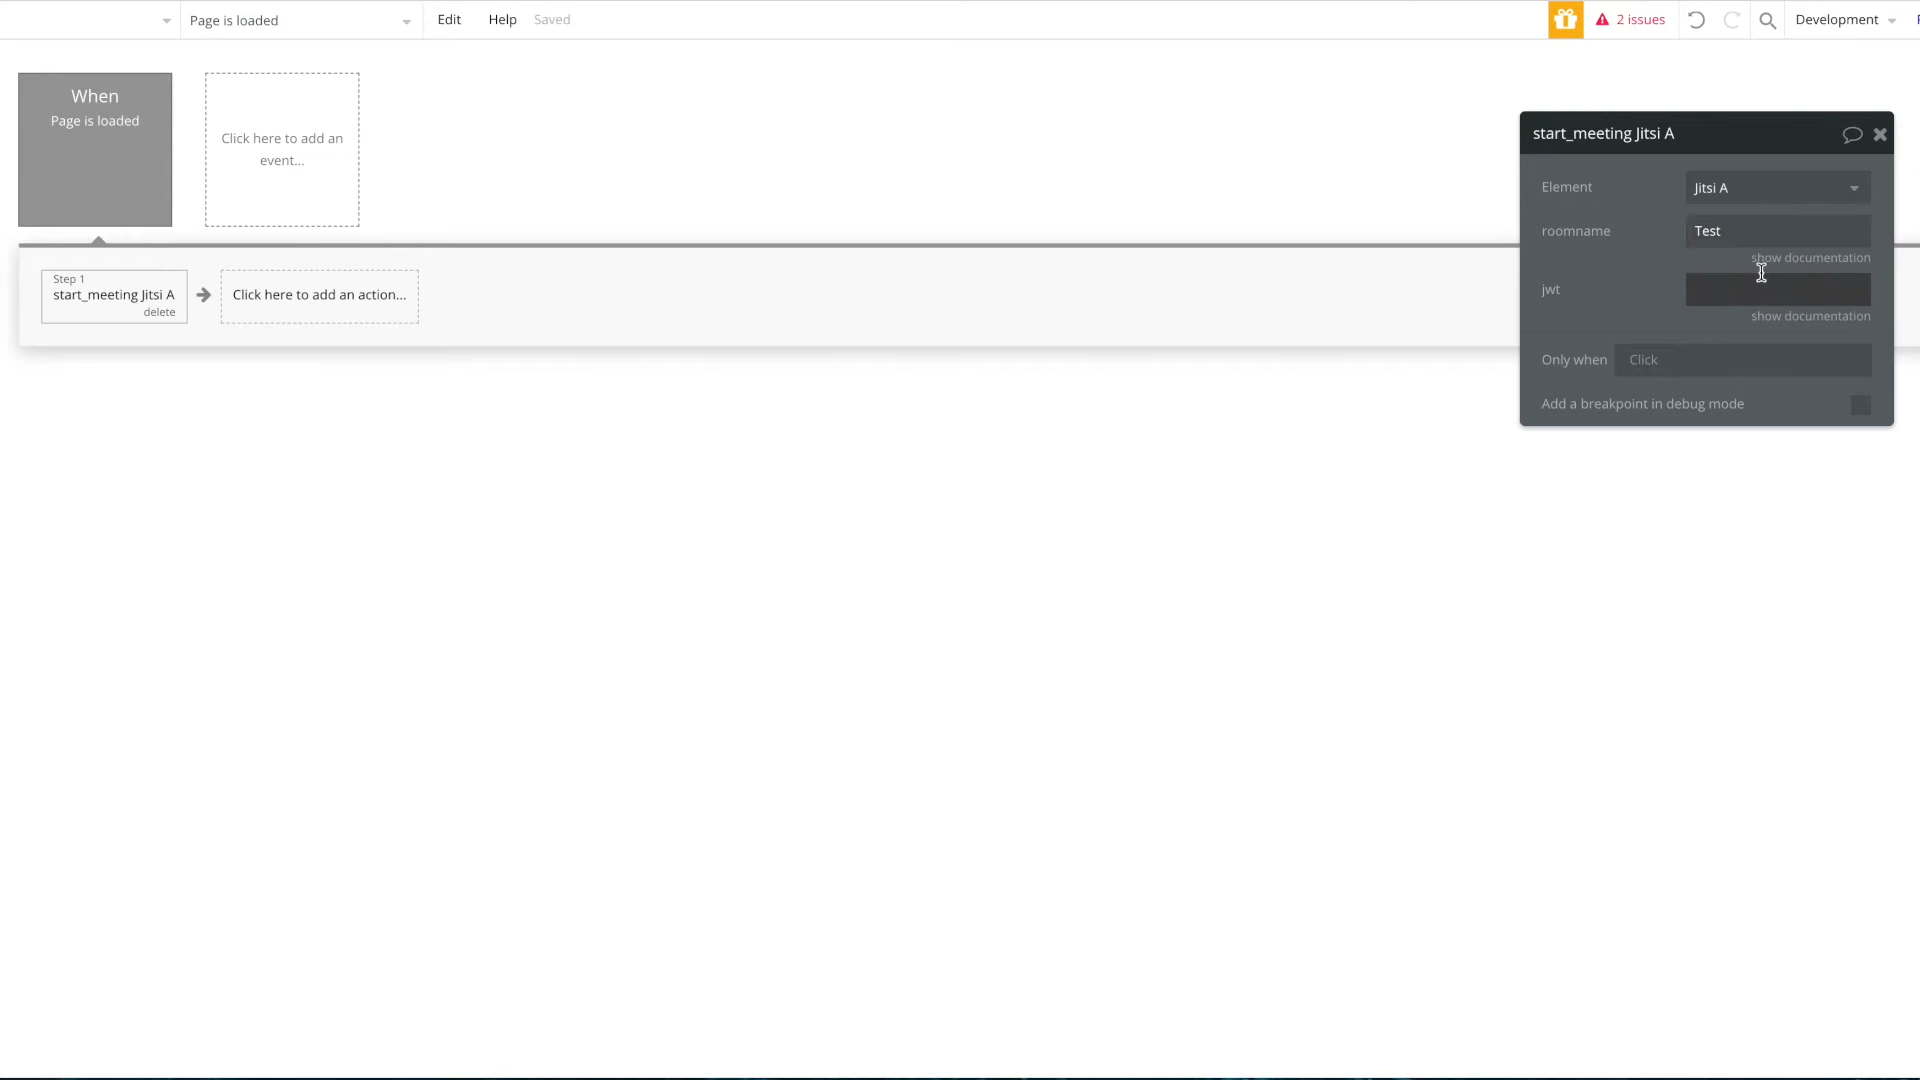 Page is loaded
Edit
Help
Saved
2 issues
Development
When
Page is loaded
Click here to add an
event...
start_meeting Jitsi A
Element
Jitsi A
roomname
Test
show documentation
jwt
show documentation
Only when
Click
Add a breakpoint in debug mode
Step 1
start_meeting Jitsi A
delete
Click here to add an action...